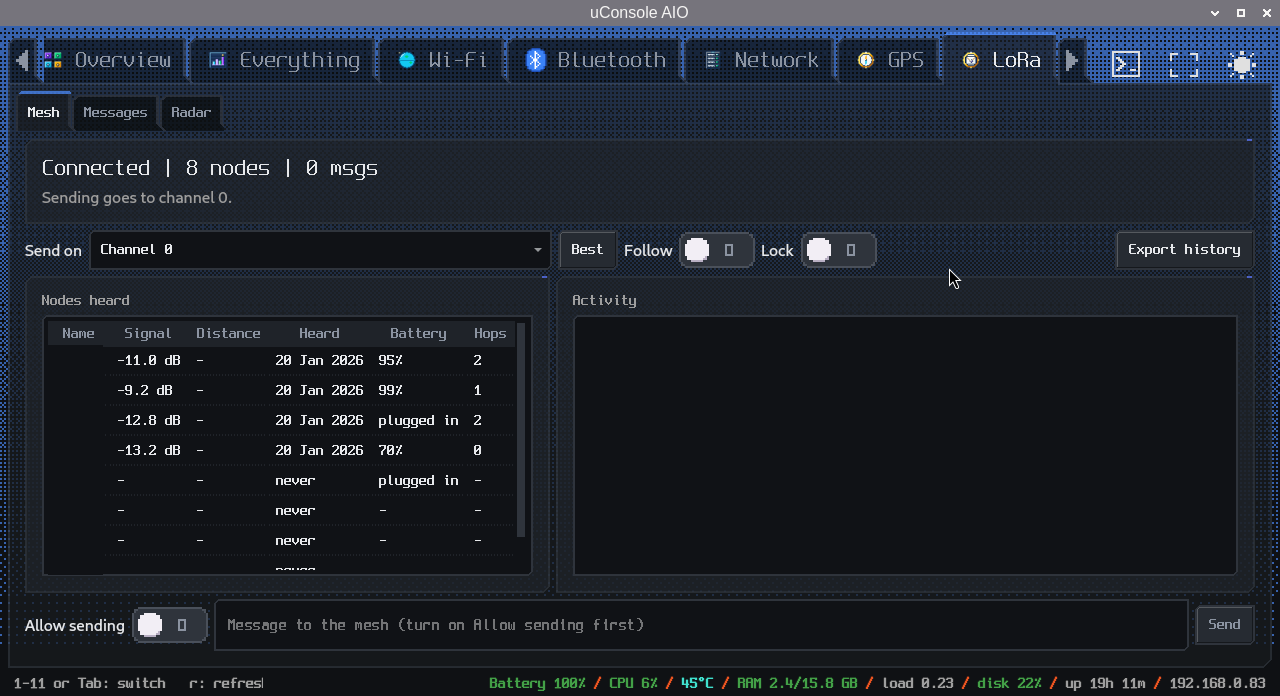 uConsole AIO
Overview Everything Wi-Fi Bluetooth Network GPS LoRa
Mesh Messages Radar
Connected | 8 nodes | 0 msgs
Sending goes to channel 0.
Send on Channel 0 Best Follow Lock Export history
Nodes heard
Name Signal Distance Heard Battery Hops
-11.0 dB - 20 Jan 2026 95% 2
-9.2 dB - 20 Jan 2026 99% 1
-12.8 dB - 20 Jan 2026 plugged in 2
-13.2 dB - 20 Jan 2026 70% 0
- - never plugged in -
- - never - -
- - never - -
Activity
Allow sending Message to the mesh (turn on Allow sending first) Send
1-11 or Tab: switch r: refres
Battery 100% / CPU 6% / 45°C / RAM 2.4/15.8 GB / load 0.23 / disk 22% / up 19h 11m / 192.168.0.83